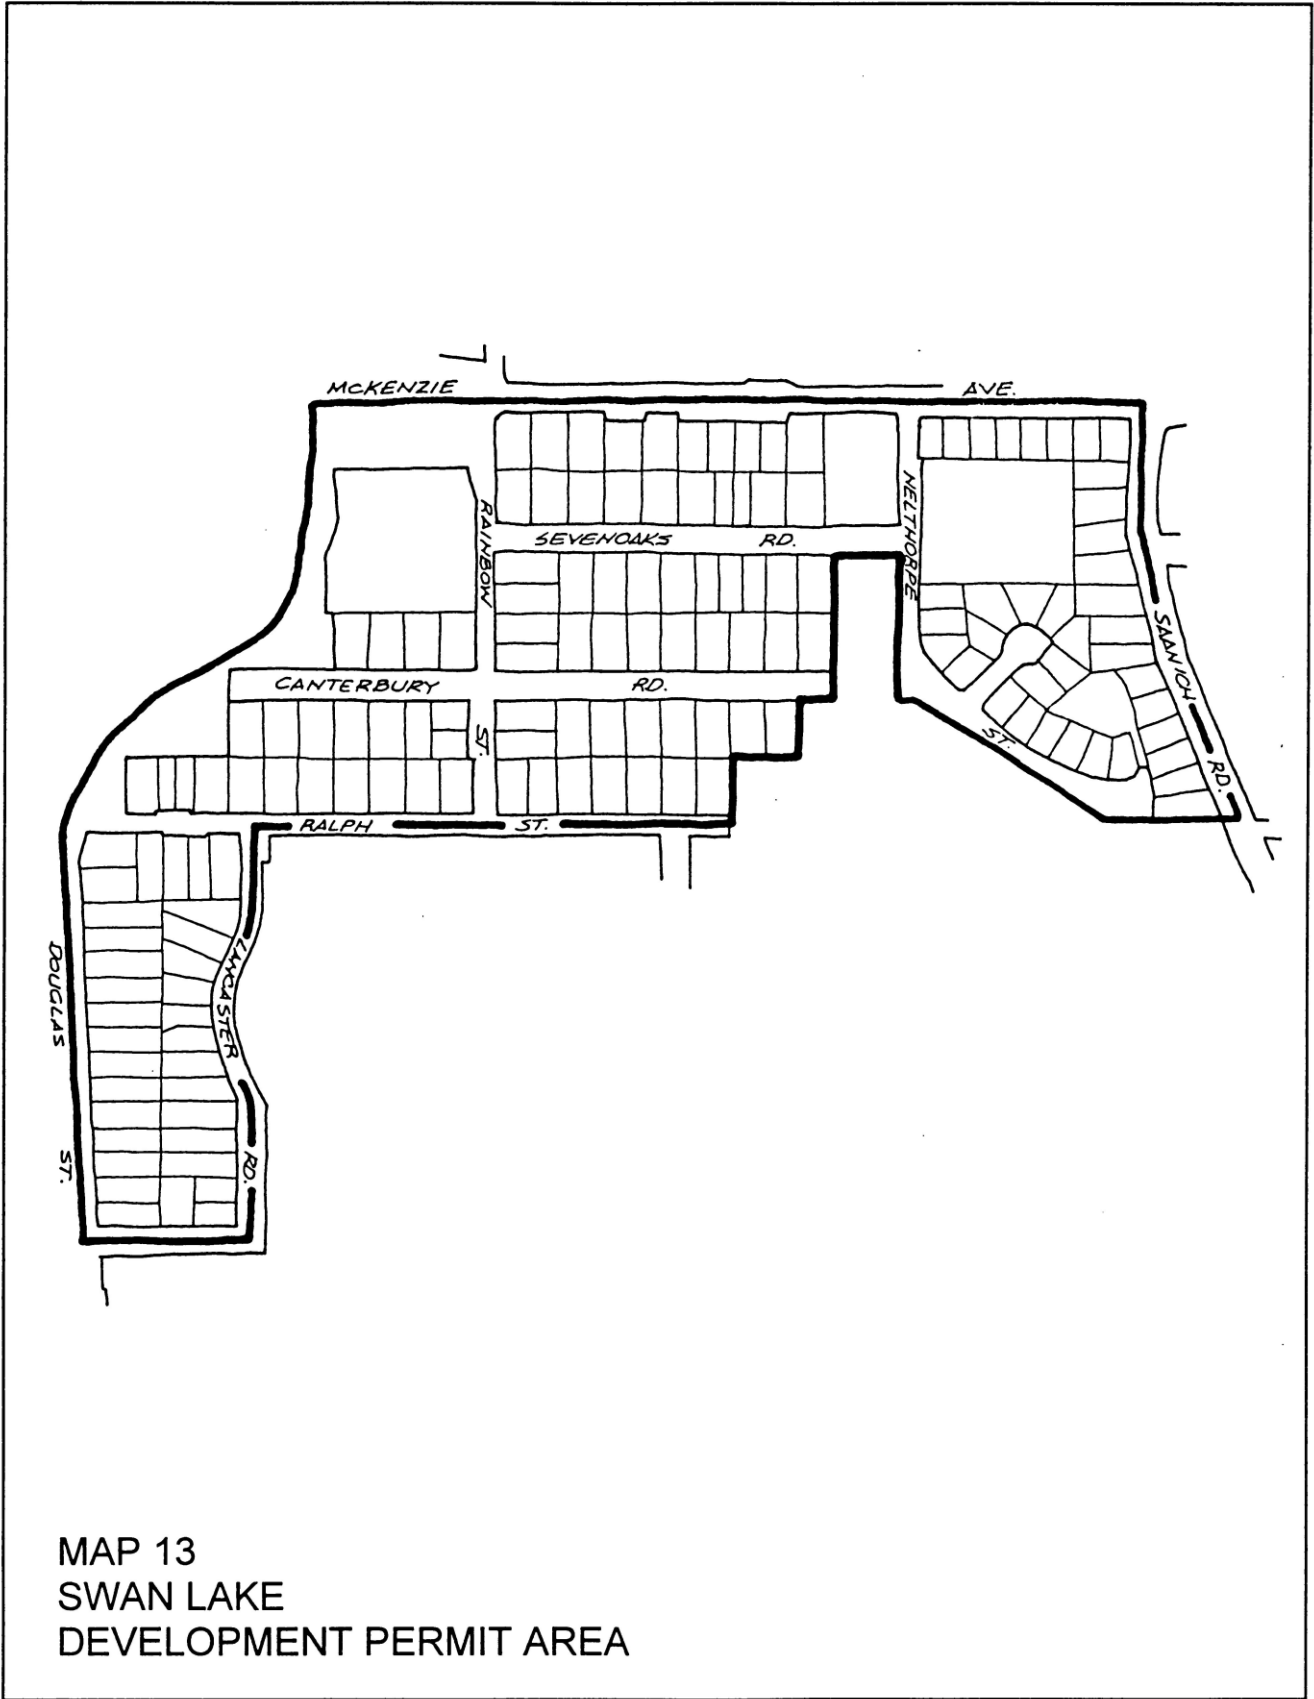 McKENZIE AVE.
RAINBOW ST.
NELTHORPE ST.
SEVENOAKS RD.
SAANICH RD.
CANTERBURY RD.
RALPH ST.
LANCASTER RD.
DOUGLAS ST.
MAP 13
SWAN LAKE
DEVELOPMENT PERMIT AREA